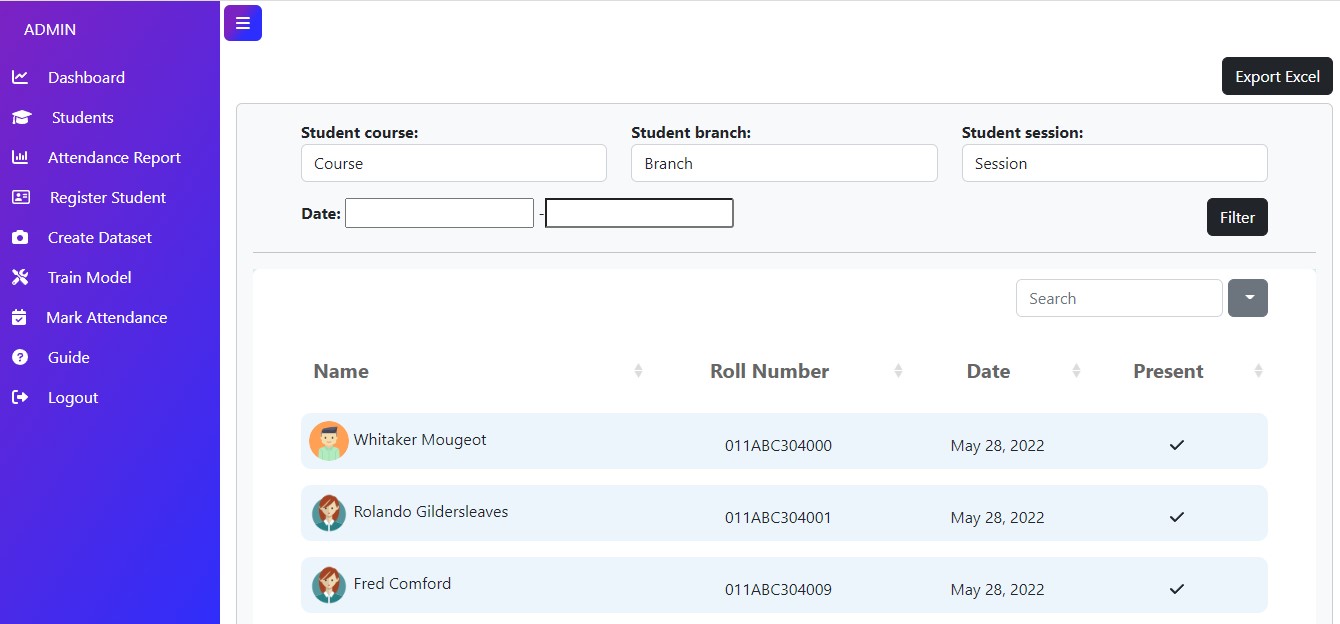 ADMIN
Dashboard
Students
Attendance Report
Register Student
Create Dataset
Train Model
Mark Attendance
Guide
Logout
Export Excel
Student course: Student branch: Student session:
Course Branch Session
Date: - Filter
Search
Name Roll Number Date Present
Whitaker Mougeot 011ABC304000 May 28, 2022
Rolando Gildersleaves 011ABC304001 May 28, 2022
Fred Comford 011ABC304009 May 28, 2022